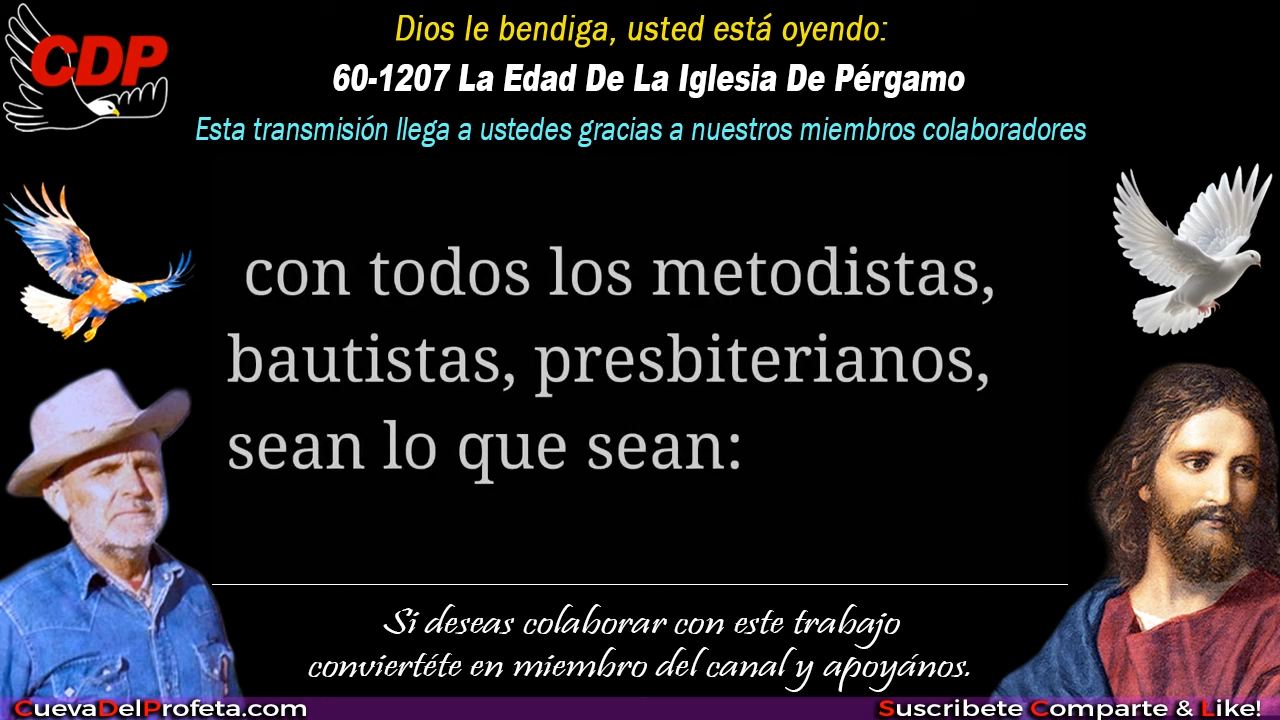 CDP
Dios le bendiga, usted está oyendo:
60-1207 La Edad De La Iglesia De Pérgamo
Esta transmisión llega a ustedes gracias a nuestros miembros colaboradores
con todos los metodistas,
bautistas, presbiterianos,
sean lo que sean:
Si deseas colaborar con este trabajo
conviertéte en miembro del canal y apoyános.
CuevaDelProfeta.com
Suscribete Comparte & Like!